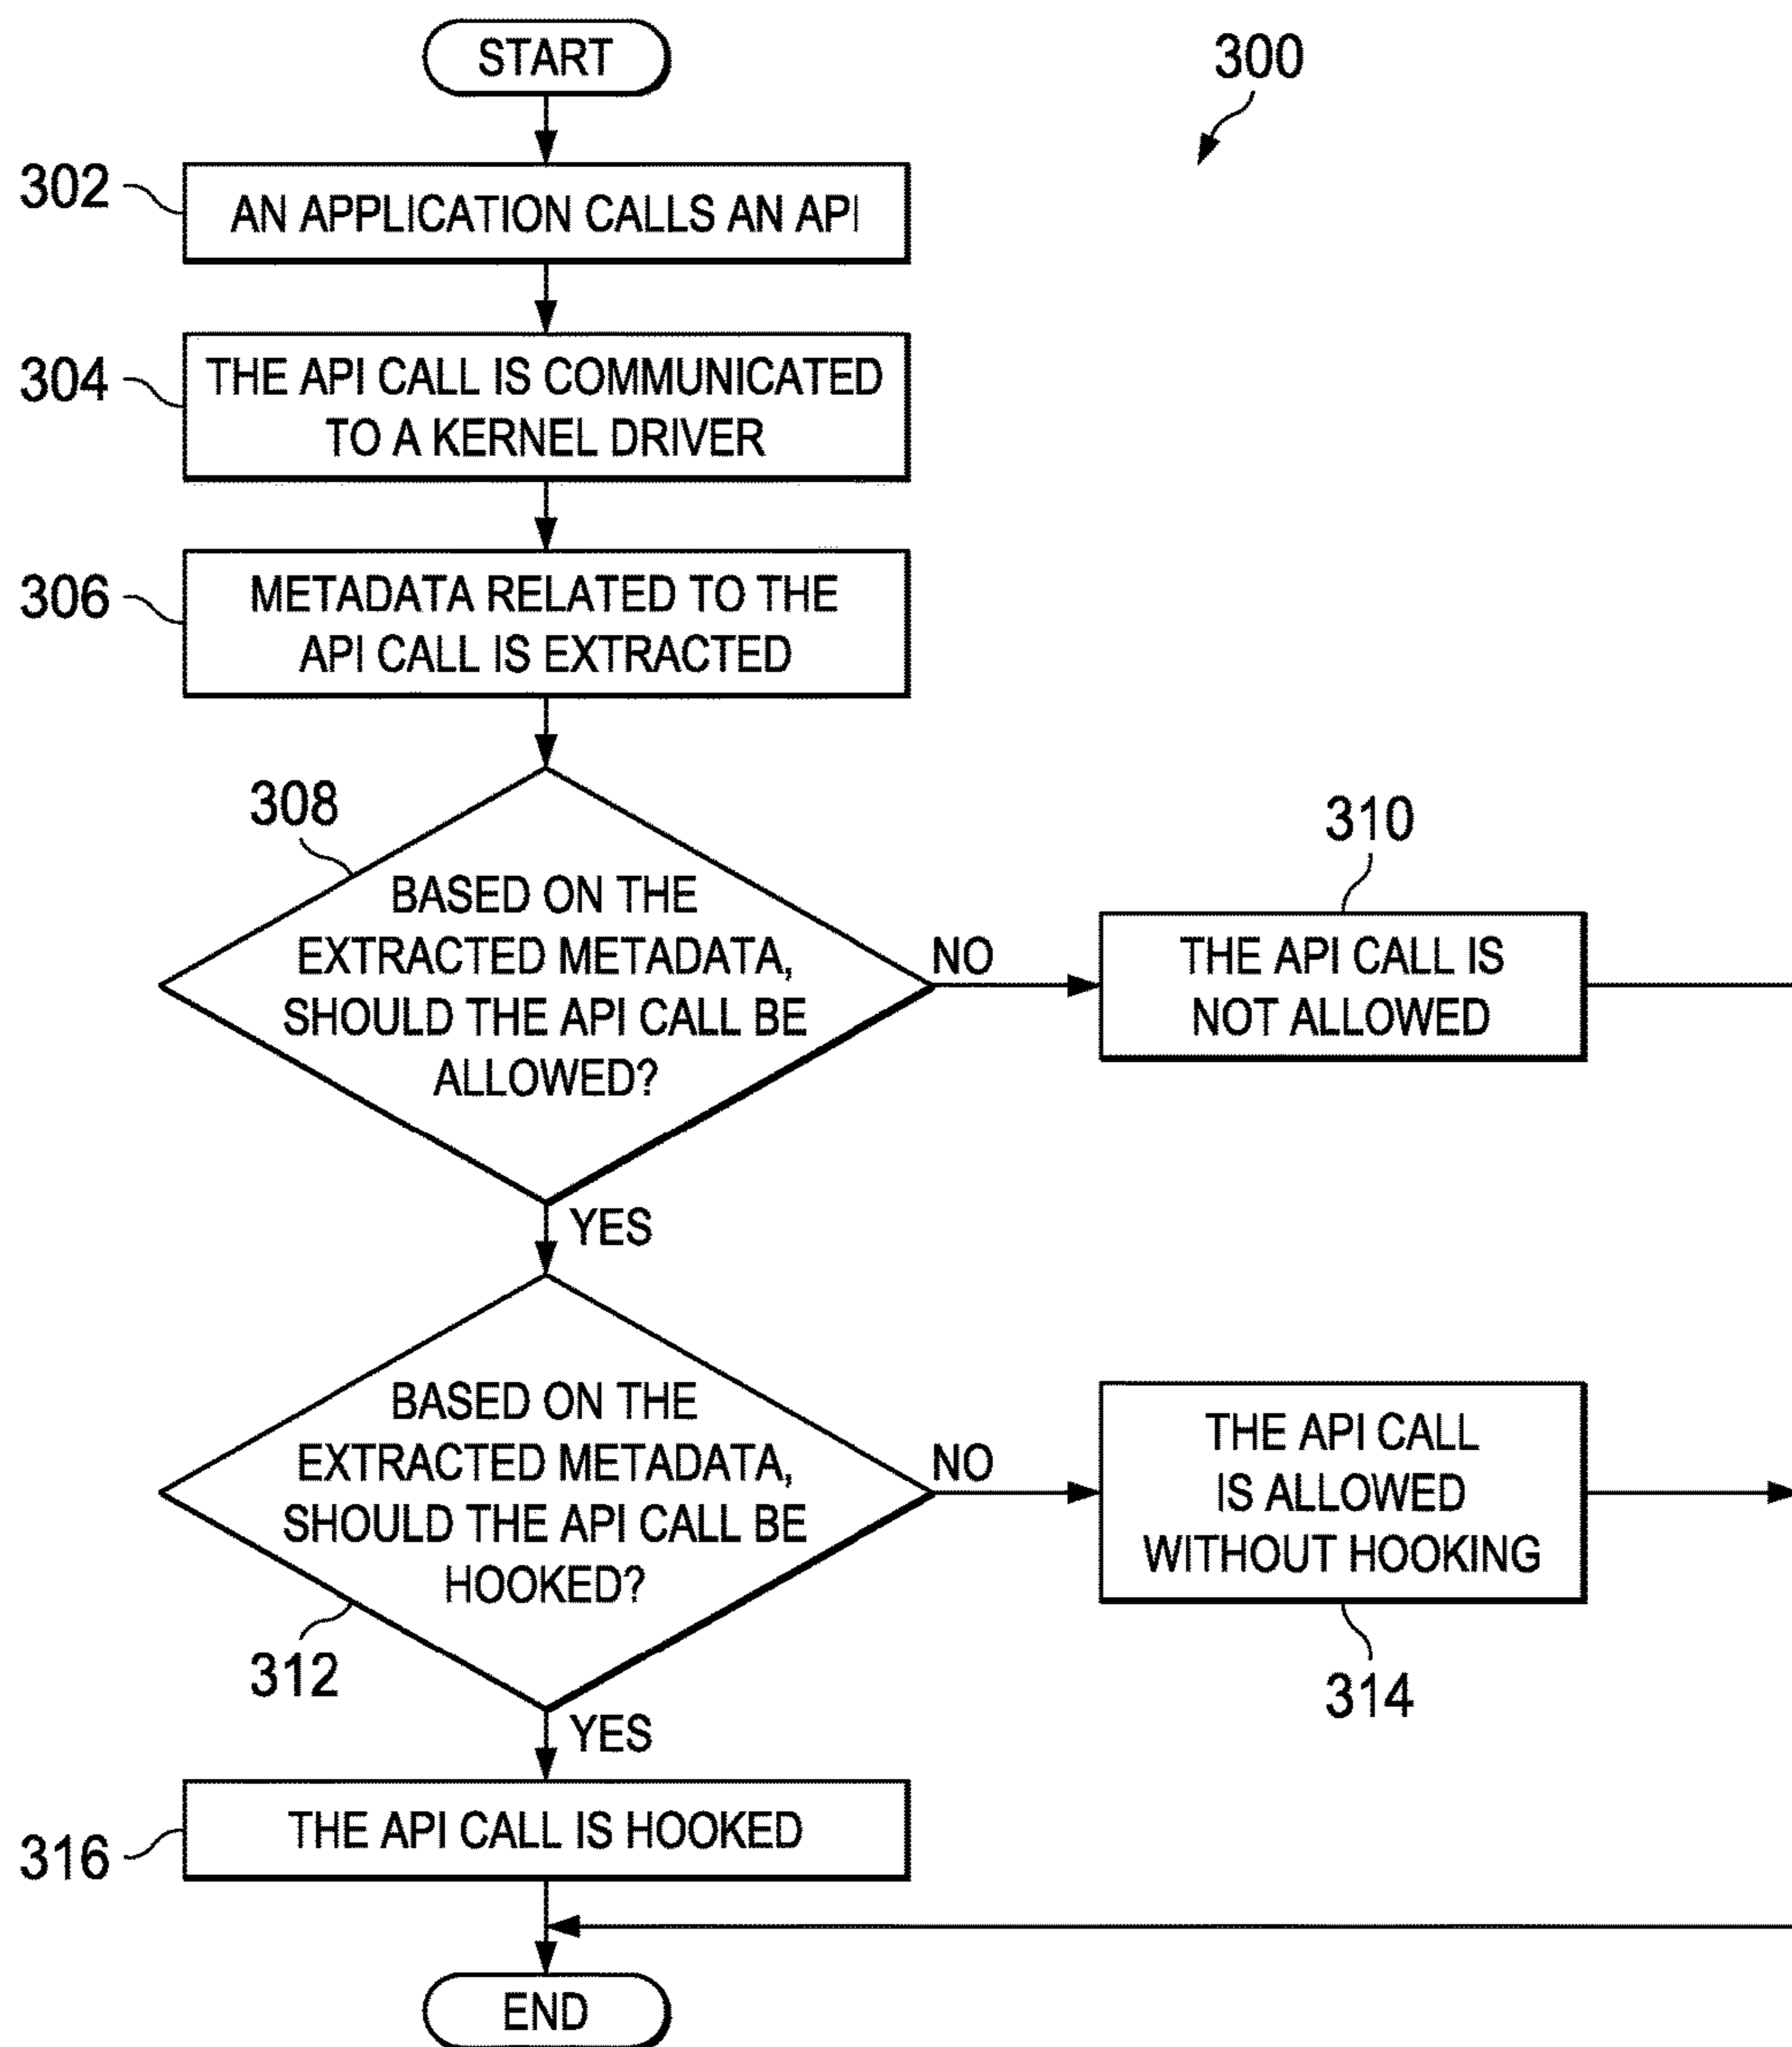 START
300
302
AN APPLICATION CALLS AN API
304
THE API CALL IS COMMUNICATED
TO A KERNEL DRIVER
306
METADATA RELATED TO THE
API CALL IS EXTRACTED
308
BASED ON THE
EXTRACTED METADATA,
SHOULD THE API CALL BE
ALLOWED?
NO
310
THE API CALL IS
NOT ALLOWED
YES
BASED ON THE
EXTRACTED METADATA,
SHOULD THE API CALL BE
HOOKED?
312
NO
THE API CALL
IS ALLOWED
WITHOUT HOOKING
314
YES
316
THE API CALL IS HOOKED
END